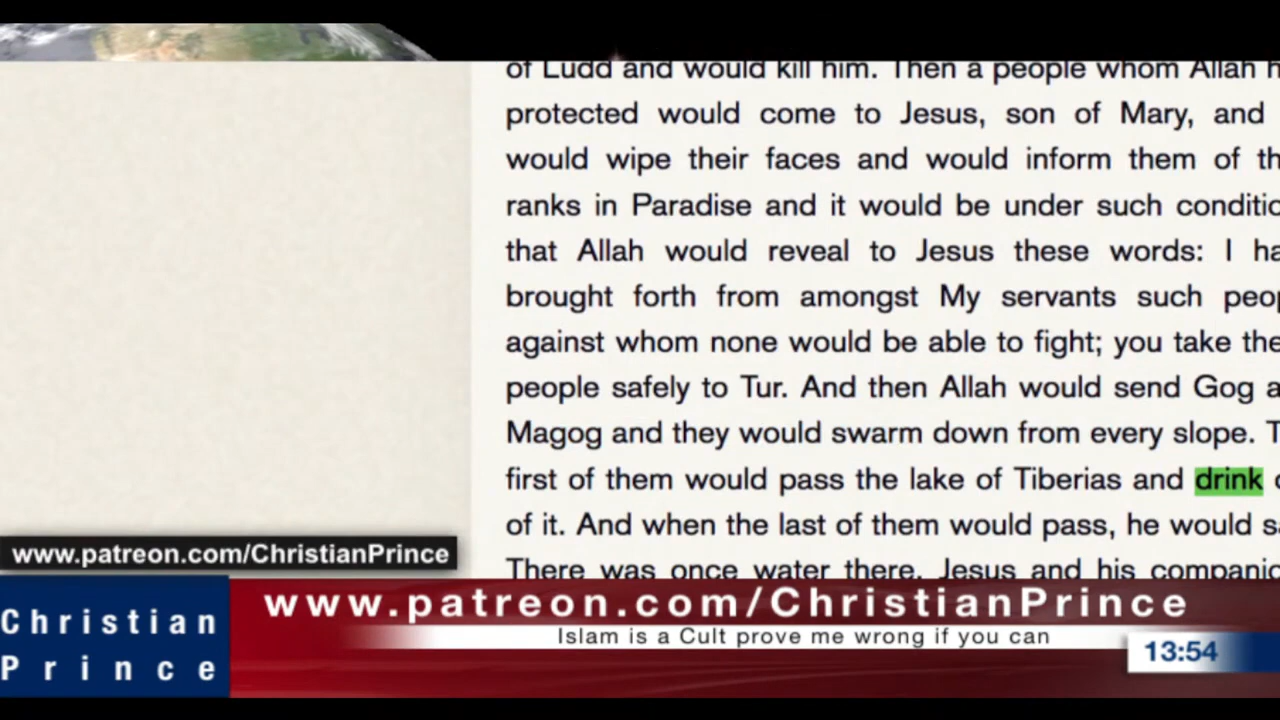 of Ludd and would kill him. Then a people whom Allah
protected would come to Jesus, son of Mary, and
would wipe their faces and would inform them of
ranks in Paradise and it would be under such
that Allah would reveal to Jesus these words: I
brought forth from amongst My servants such
against whom none would be able to fight; you take
people safely to Tur. And then Allah would send Gog
Magog and they would swarm down from every slope.
first of them would pass the lake of Tiberias and drink
of it. And when the last of them would pass, he would
There was once water there. Jesus and his
www.patreon.com/ChristianPrince
Christian
Prince
www.patreon.com/ChristianPrince
Islam is a Cult prove me wrong if you can
13:54